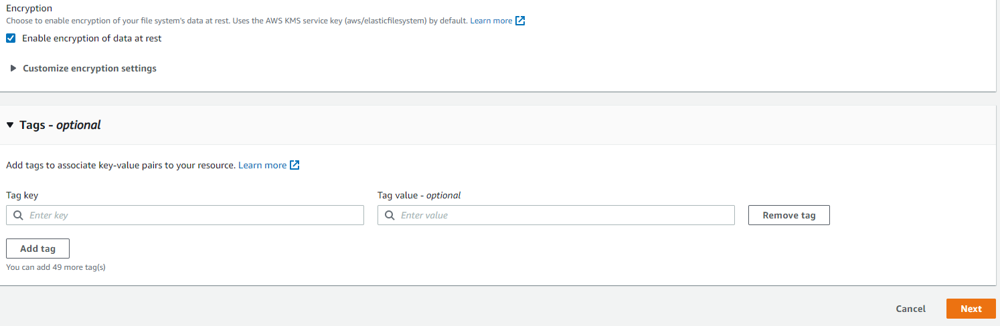 Encryption
Choose to enable encryption of your file system's data at rest. Uses the AWS KMS service key (aws/elasticfilesystem) by default. Learn more
Enable encryption of data at rest
Customize encryption settings
Tags - optional
Add tags to associate key-value pairs to your resource. Learn more
Tag key
Tag value - optional
Enter key
Enter value
Remove tag
Add tag
You can add 49 more tag(s)
Cancel
Next